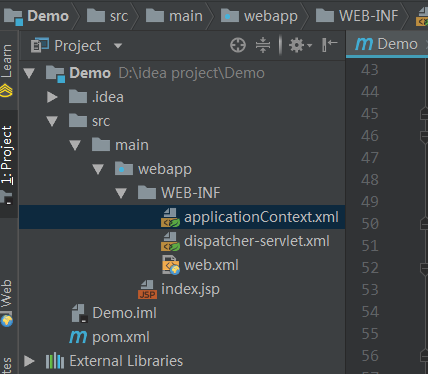 Demo src main webapp WEB-INF
Project
Demo
Learn
1: Project
Web
Demo D:\idea project\Demo
.idea
src
main
webapp
WEB-INF
applicationContext.xml
dispatcher-servlet.xml
web.xml
index.jsp
Demo.iml
pom.xml
External Libraries
43
44
45
46
47
48
49
50
51
52
53
54
55
56